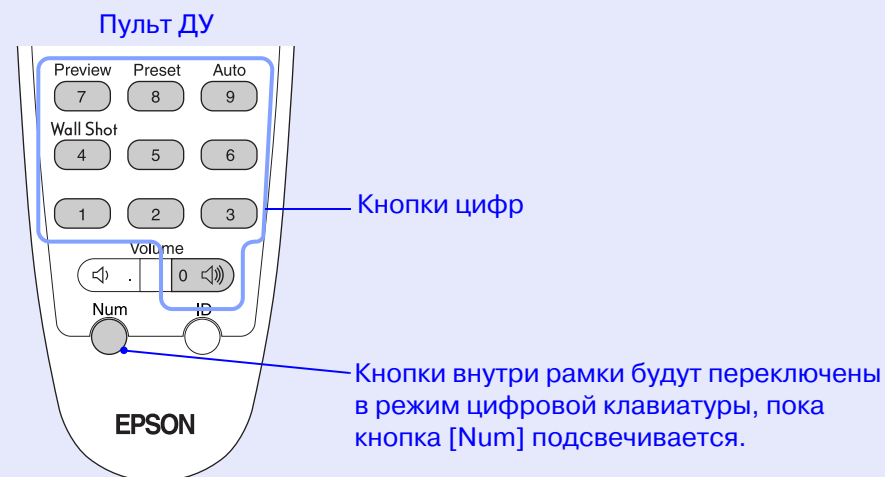 Пульт ДУ
Preview Preset Auto
7 8 9
Wall Shot
4 5 6
1 2 3
Кнопки цифр
Volume
. 0
Num ID
Кнопки внутри рамки будут переключены
в режим цифровой клавиатуры, пока
кнопка [Num] подсвечивается.
EPSON